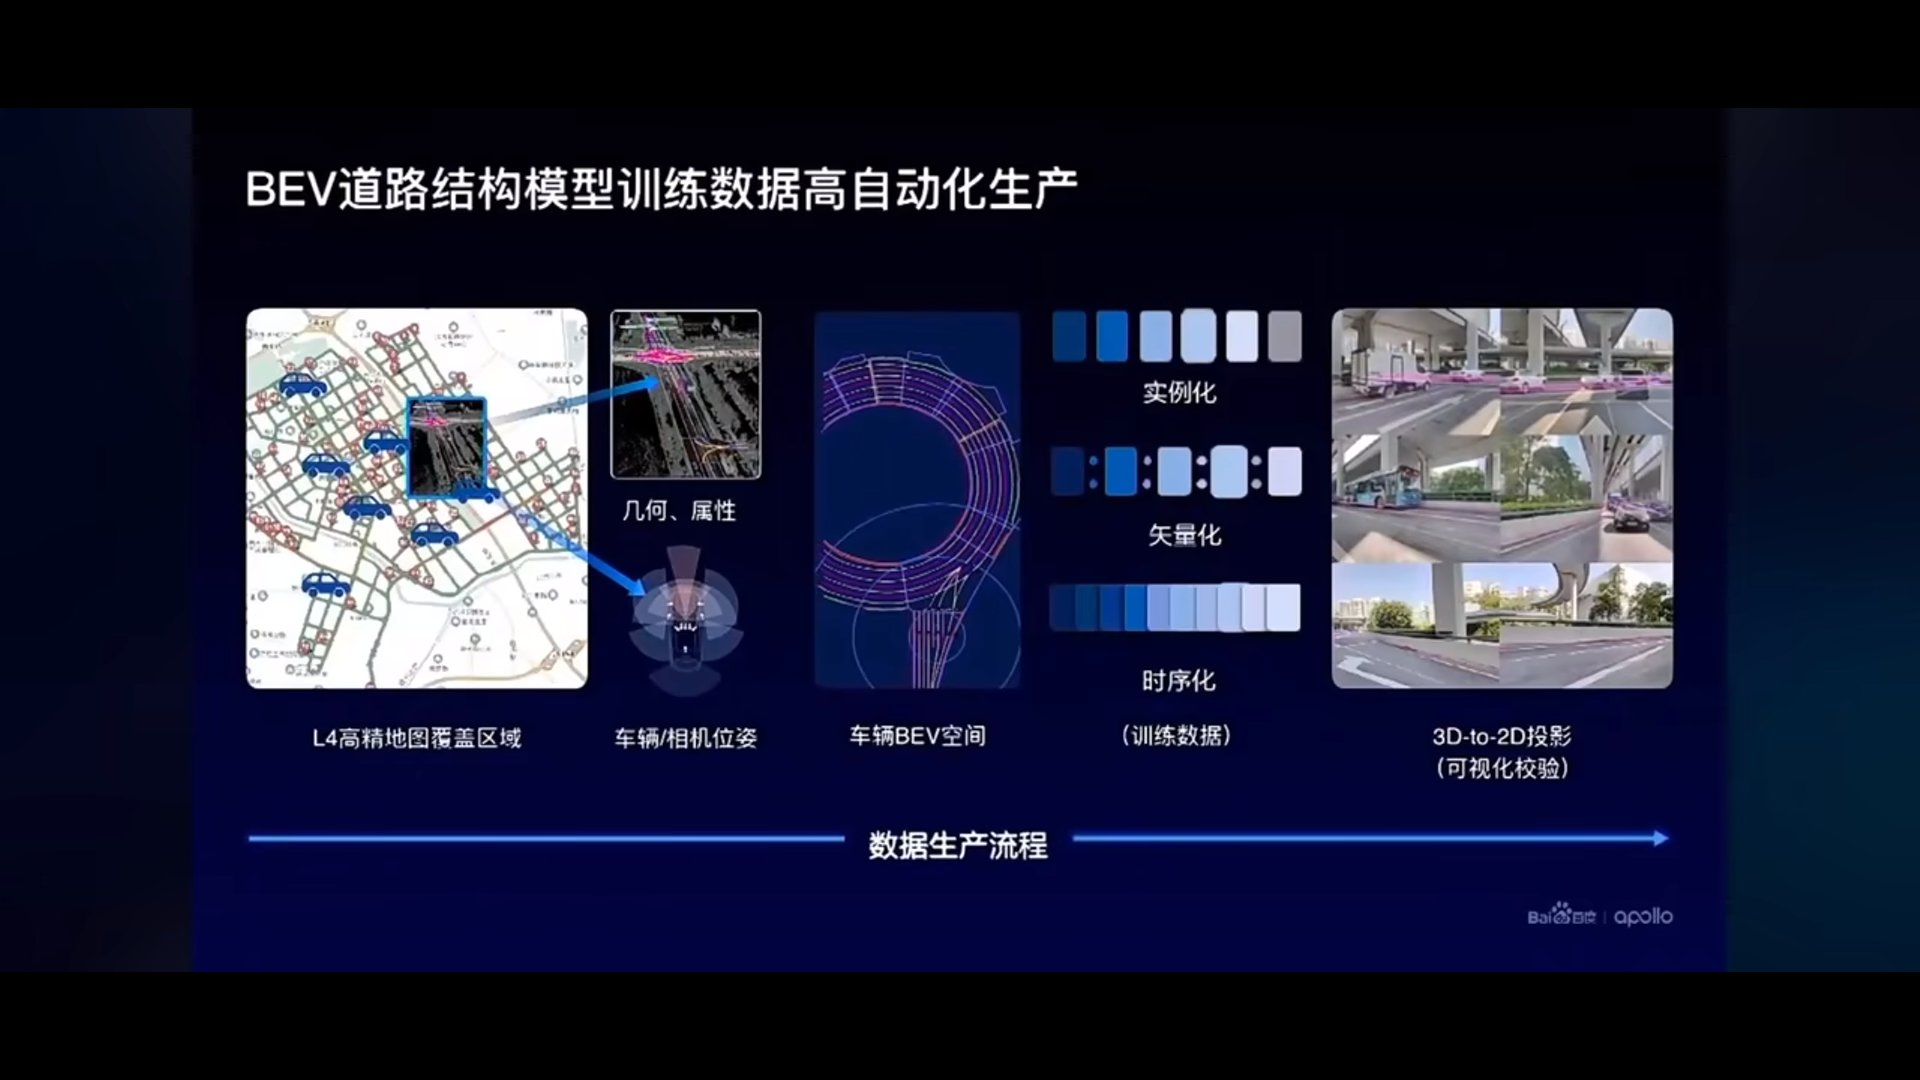 BEV道路结构模型训练数据高自动化生产
几何、属性
实例化
矢量化
时序化
L4高精地图覆盖区域
车辆/相机位姿
车辆BEV空间
（训练数据）
3D-to-2D投影
（可视化校验）
数据生产流程
Bai百度 | apollo